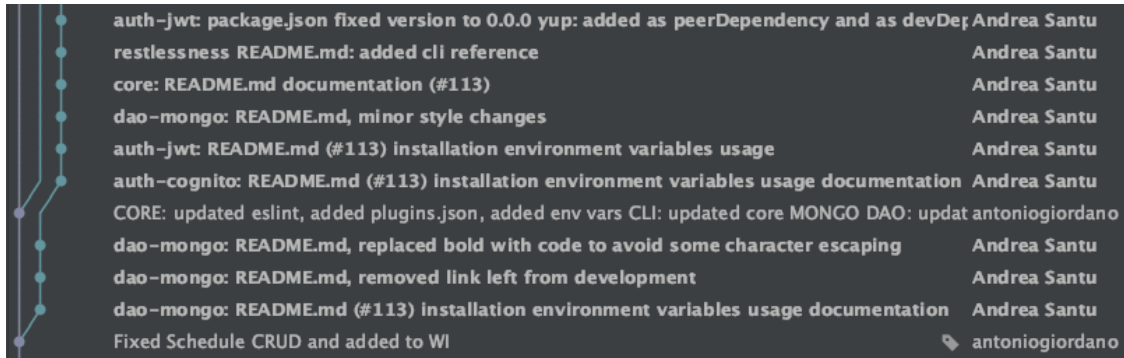 auth-jwt: package.json fixed version to 0.0.0 yup: added as peerDependency and as devDep Andrea Santu
restlessness README.md: added cli reference Andrea Santu
core: README.md documentation (#113) Andrea Santu
dao-mongo: README.md, minor style changes Andrea Santu
auth-jwt: README.md (#113) installation environment variables usage Andrea Santu
auth-cognito: README.md (#113) installation environment variables usage documentation Andrea Santu
CORE: updated eslint, added plugins.json, added env vars CLI: updated core MONGO DAO: updat antoniogiordano
dao-mongo: README.md, replaced bold with code to avoid some character escaping Andrea Santu
dao-mongo: README.md, removed link left from development Andrea Santu
dao-mongo: README.md (#113) installation environment variables usage documentation Andrea Santu
Fixed Schedule CRUD and added to WI antoniogiordano